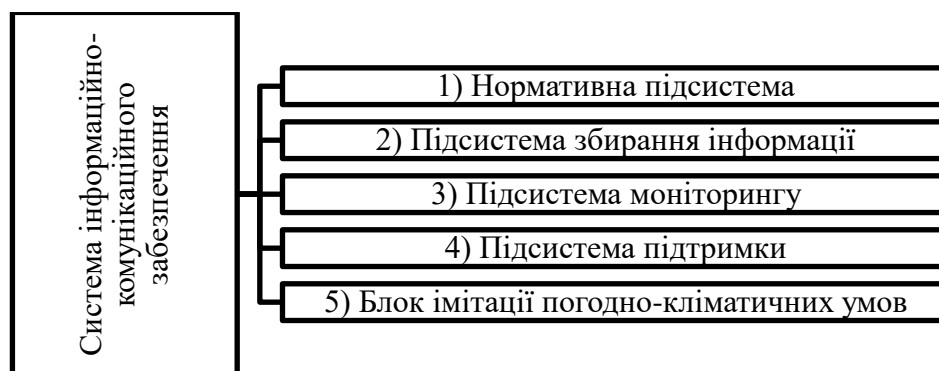 Система інформаційно-
комунікаційного
забезпечення
1) Нормативна підсистема
2) Підсистема збирання інформації
3) Підсистема моніторингу
4) Підсистема підтримки
5) Блок імітації погодно-кліматичних умов